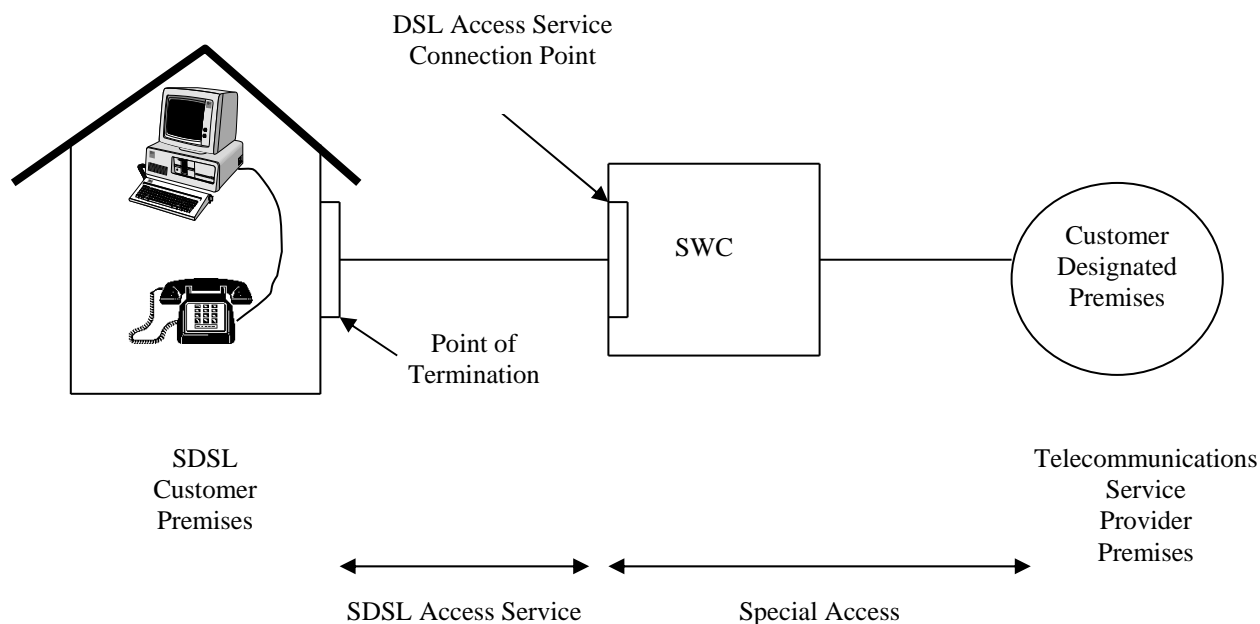 DSL Access Service
Connection Point
SWC
Customer
Designated
Premises
Point of
Termination
SDSL
Customer
Premises
Telecommunications
Service
Provider
Premises
SDSL Access Service
Special Access